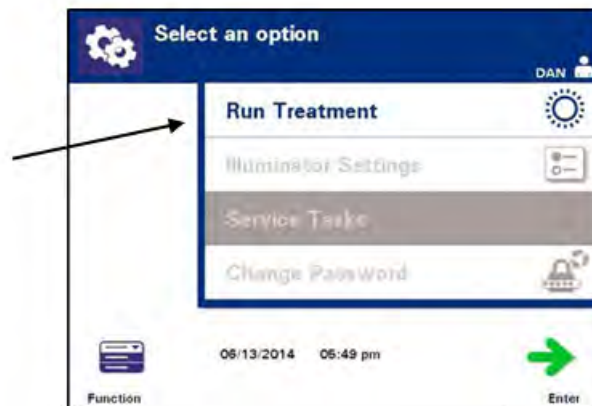 Select an option
DAN
Run Treatment
Illuminator Settings
Service Tasks
Change Password
06/13/2014 05:49 pm
Function
Enter